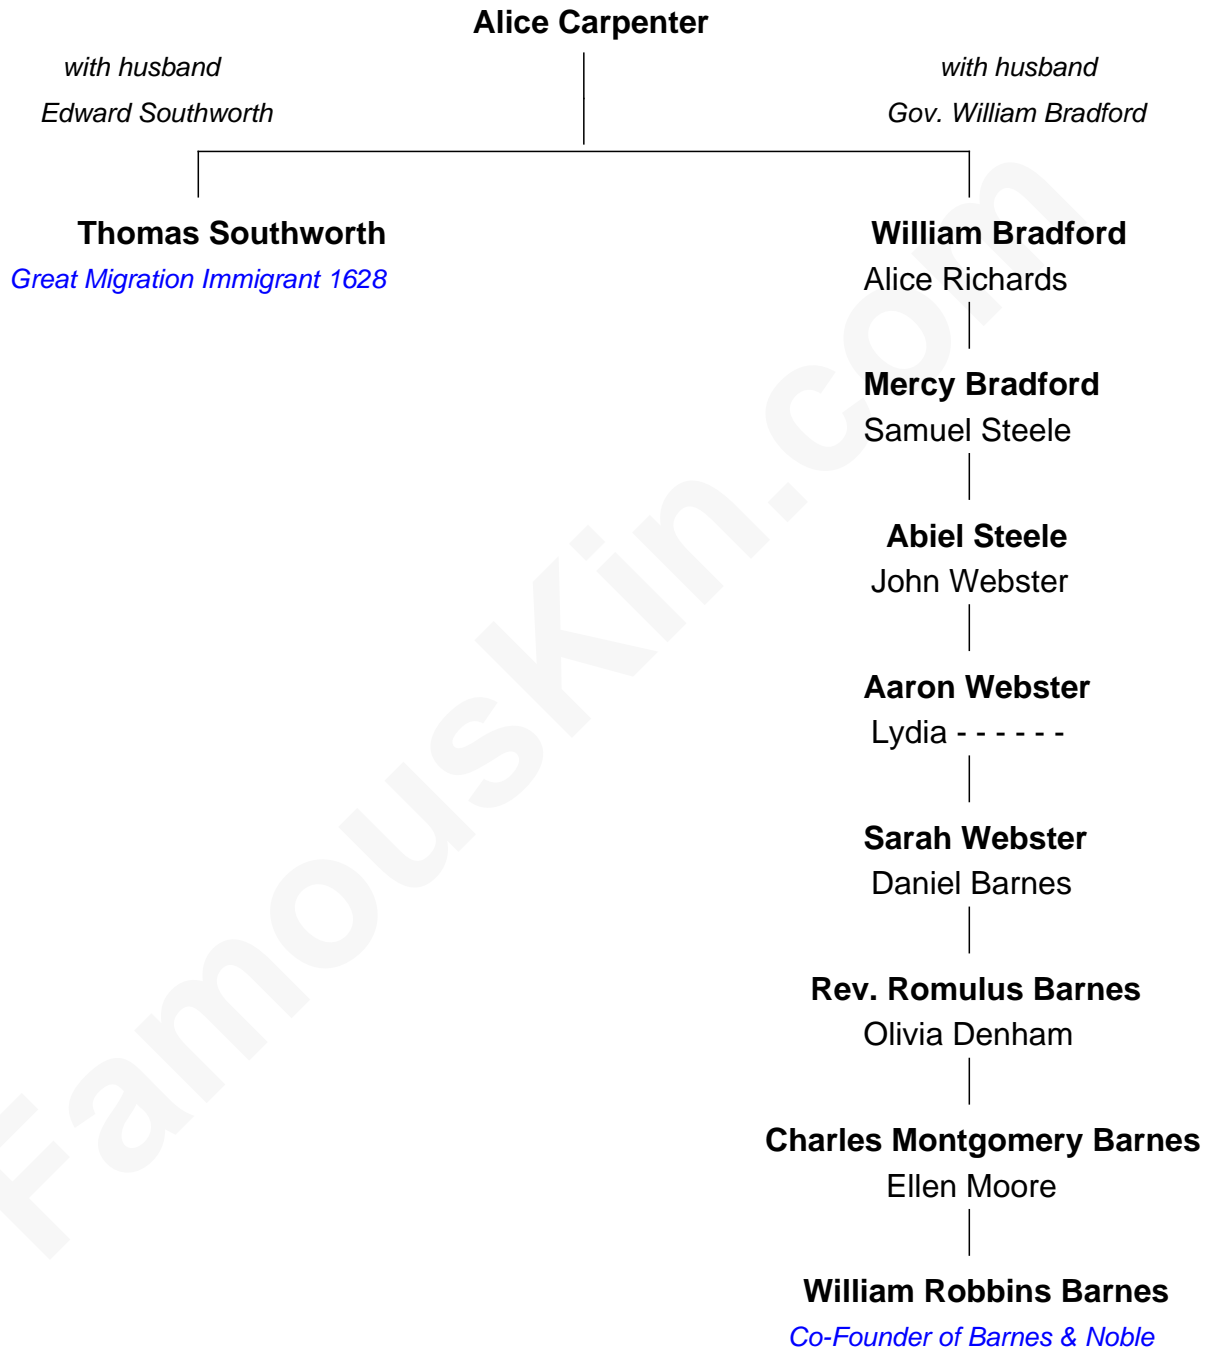 Alice Carpenter
with husband
Edward Southworth
with husband
Gov. William Bradford
Thomas Southworth
Great Migration Immigrant 1628
William Bradford
Alice Richards
Mercy Bradford
Samuel Steele
Abiel Steele
John Webster
Aaron Webster
Lydia - - - - - -
Sarah Webster
Daniel Barnes
Rev. Romulus Barnes
Olivia Denham
Charles Montgomery Barnes
Ellen Moore
William Robbins Barnes
Co-Founder of Barnes & Noble
FamousKin.com